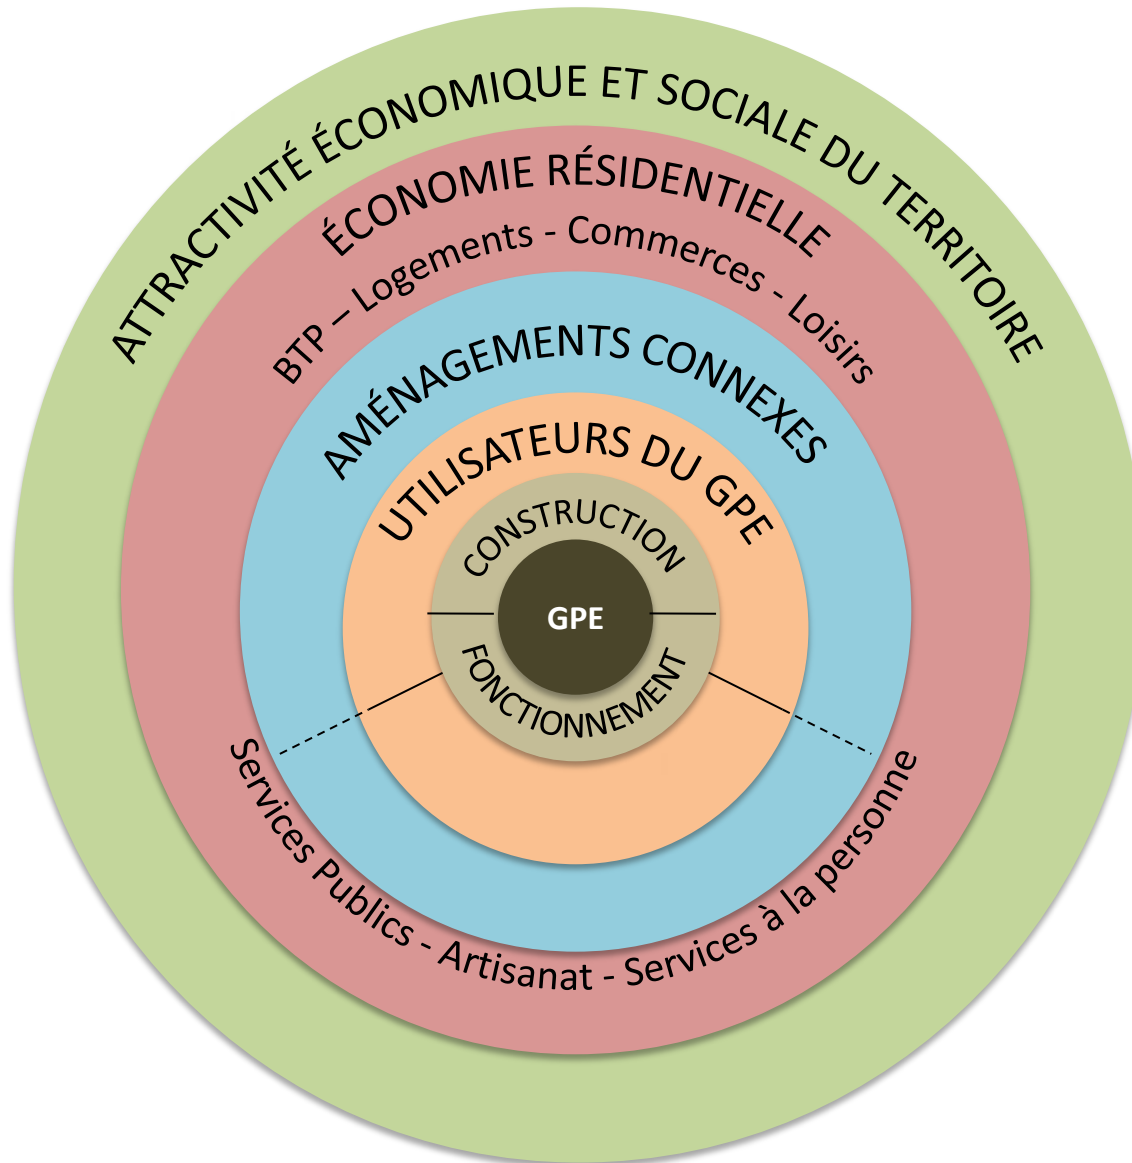 ATTRACTIVITÉ ÉCONOMIQUE ET SOCIALE DU TERRITOIRE
ÉCONOMIE RÉSIDENTIELLE
BTP – Logements - Commerces - Loisirs
AMÉNAGEMENTS CONNEXES
UTILISATEURS DU GPE
CONSTRUCTION
GPE
FONCTIONNEMENT
Services Publics - Artisanat - Services à la personne